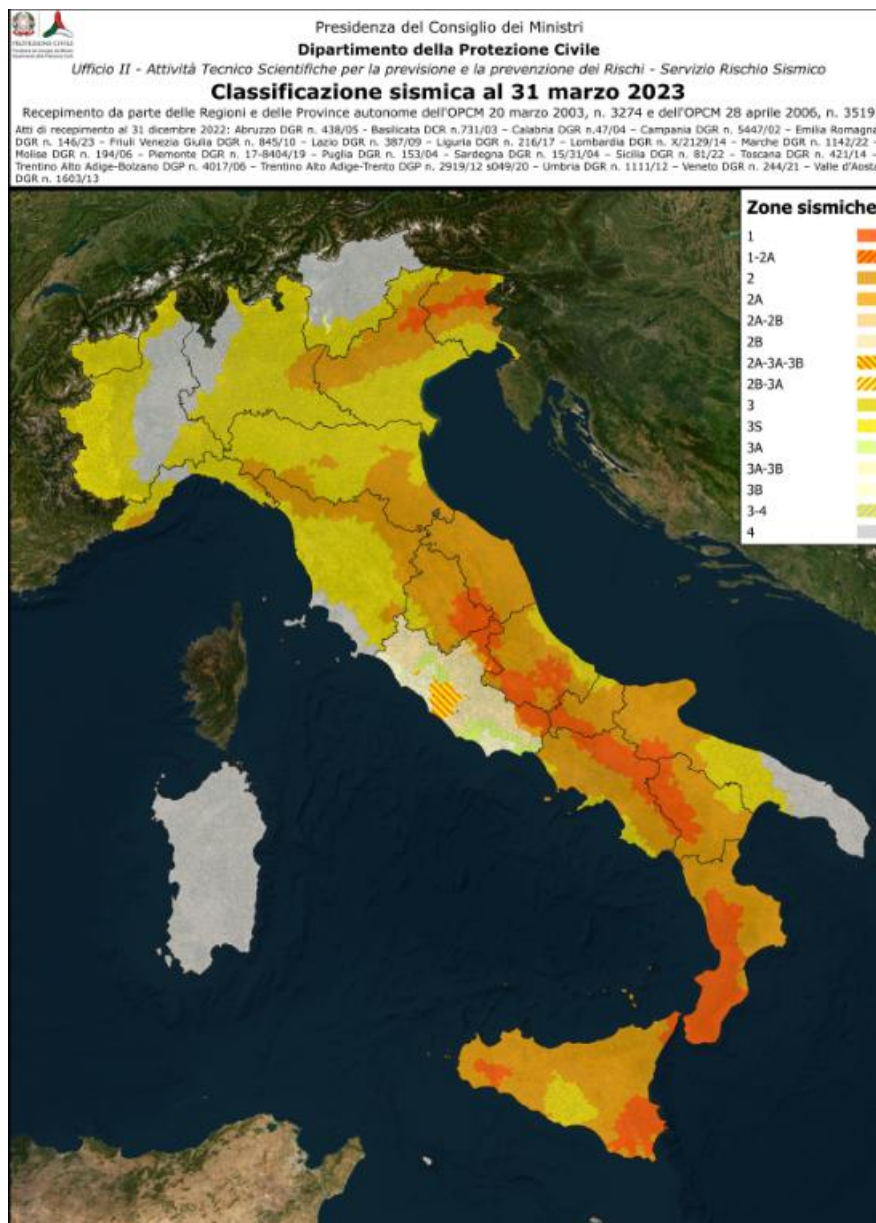 PROTEZIONE CIVILE
Presidenza del Consiglio dei Ministri
Dipartimento della Protezione Civile
Ufficio II - Attività Tecnico Scientifiche per la previsione e la prevenzione dei Rischi - Servizio Rischio Sismico
Classificazione sismica al 31 marzo 2023
Recepimento da parte delle Regioni e delle Province autonome dell'OPCM 20 marzo 2003, n. 3274 e dell'OPCM 28 aprile 2006, n. 3519
Atti di recepimento al 31 dicembre 2022: Abruzzo DGR n. 438/05 - Basilicata DCR n.731/03 – Calabria DGR n.47/04 – Campania DGR n. 5447/02 – Emilia Romagna
DGR n. 146/23 – Friuli Venezia Giulia DGR n. 845/10 – Lazio DGR n. 387/09 – Liguria DGR n. 216/17 – Lombardia DGR n. X/2129/14 – Marche DGR n. 1142/22 –
Molise DGR n. 194/06 – Piemonte DGR n. 17-8404/19 – Puglia DGR n. 153/04 – Sardegna DGR n. 15/31/04 – Sicilia DGR n. 81/22 – Toscana DGR n. 421/14 –
Trentino Alto Adige-Bolzano DGP n. 4017/06 – Trentino Alto Adige-Trento DGP n. 2919/12 s049/20 – Umbria DGR n. 1111/12 – Veneto DGR n. 244/21 – Valle d'Aosta
DGR n. 1603/13
Zone sismiche
1
1-2A
2
2A
2A-2B
2B
2A-3A-3B
2B-3A
3
3S
3A
3A-3B
3B
3-4
4